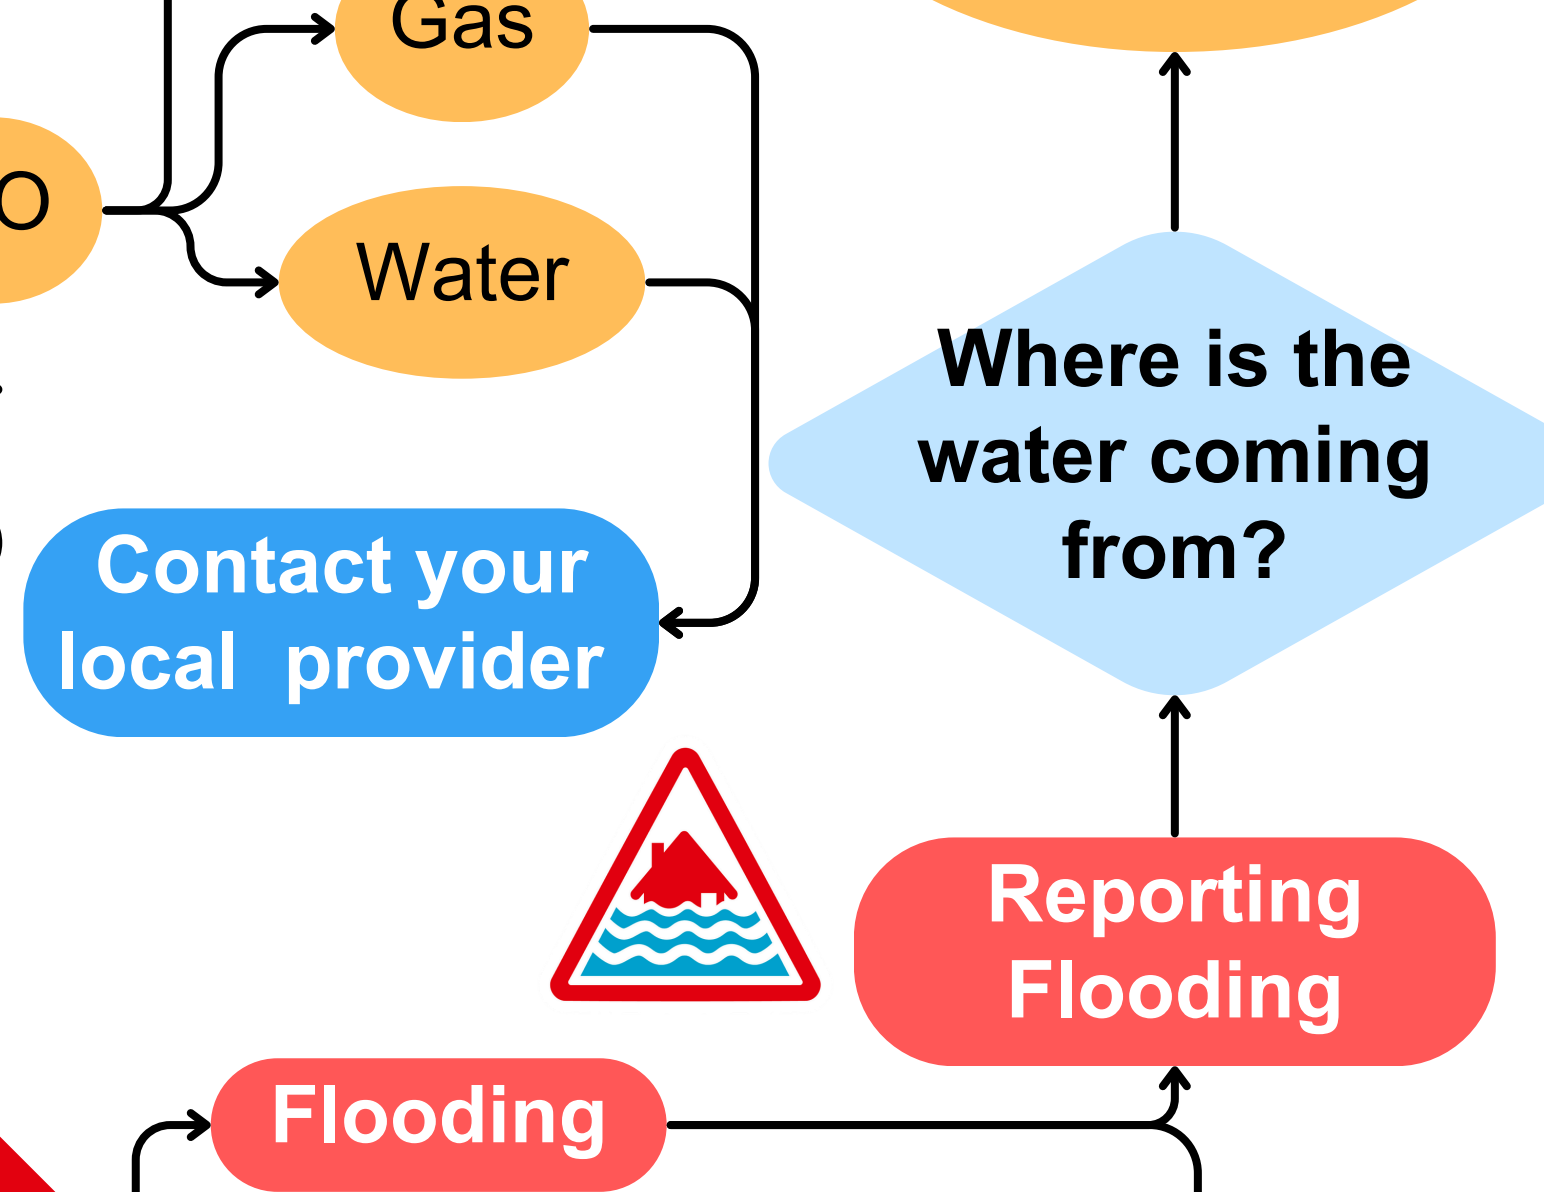 Gas
O
Water
Where is the
water coming
from?
Contact your
local  provider
Reporting
Flooding
Flooding